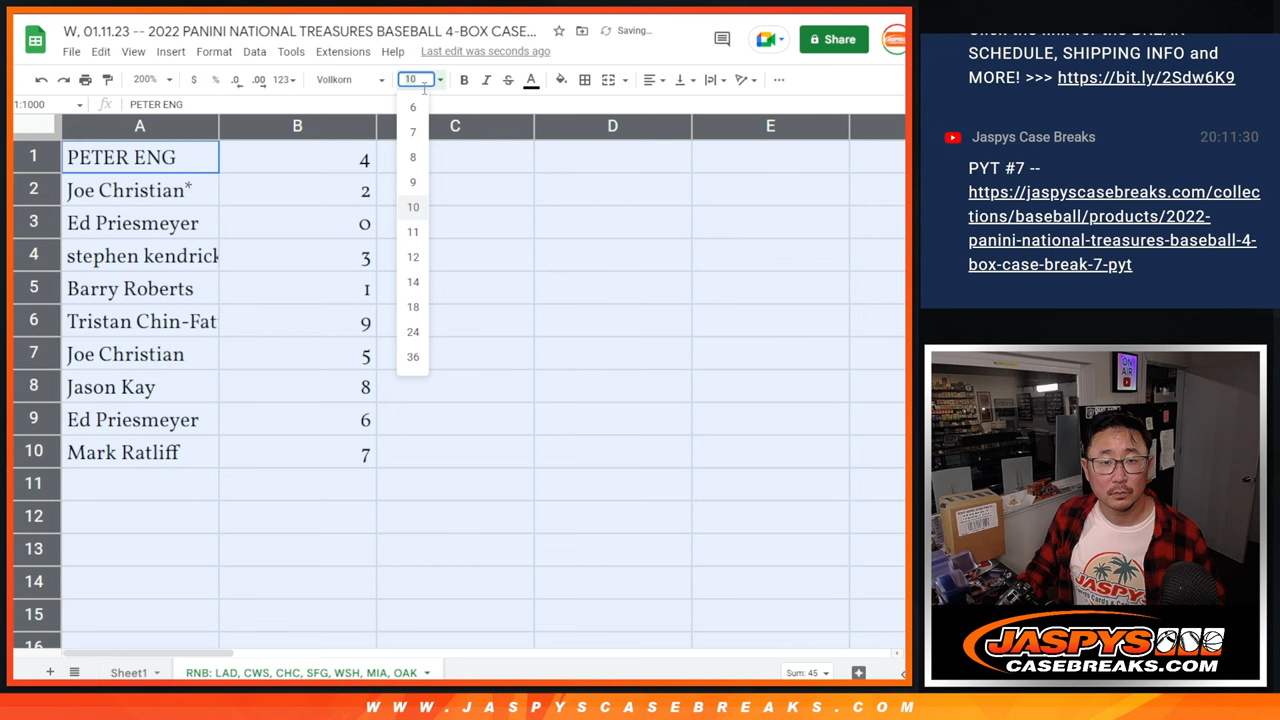 W, 01.11.23 -- 2022 PANINI NATIONAL TREASURES BASEBALL 4-BOX CASE...
Saving...
File Edit View Insert Format Data Tools Extensions Help Last edit was seconds ago
Share
200% $ % .0 .00 123 Vollkorn 10 B I S A
1:1000 fx PETER ENG
A B C D E
1 PETER ENG 4
2 Joe Christian* 2
3 Ed Priesmeyer 0
4 stephen kendrick 3
5 Barry Roberts 1
6 Tristan Chin-Fat 9
7 Joe Christian 5
8 Jason Kay 8
9 Ed Priesmeyer 6
10 Mark Ratliff 7
11
12
13
14
15
16
6
7
8
9
10
11
12
14
18
24
36
Sheet1 RNB: LAD, CWS, CHC, SFG, WSH, MIA, OAK Sum: 45
SCHEDULE, SHIPPING INFO and
MORE! >>> https://bit.ly/2Sdw6K9
Jaspys Case Breaks 20:11:30
PYT #7 --
https://jaspyscasebreaks.com/collec
tions/baseball/products/2022-
panini-national-treasures-baseball-4-
box-case-break-7-pyt
ON
AIR
JASPYS
JASPYS
CASEBREAKS.COM
WWW.JASPYSCASEBREAKS.COM